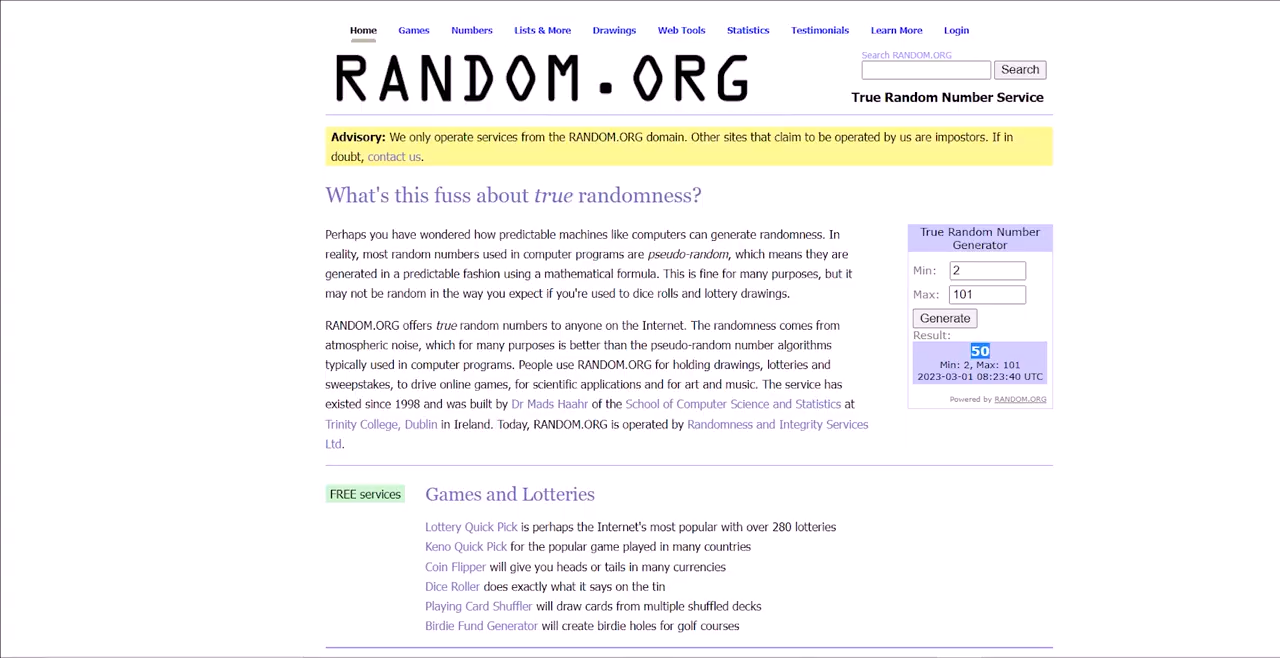 Home Games Numbers Lists & More Drawings Web Tools Statistics Testimonials Learn More Login
RANDOM.ORG
Search RANDOM.ORG
Search
True Random Number Service
Advisory: We only operate services from the RANDOM.ORG domain. Other sites that claim to be operated by us are impostors. If in
doubt, contact us.
What's this fuss about true randomness?
Perhaps you have wondered how predictable machines like computers can generate randomness. In
reality, most random numbers used in computer programs are pseudo-random, which means they are
generated in a predictable fashion using a mathematical formula. This is fine for many purposes, but it
may not be random in the way you expect if you're used to dice rolls and lottery drawings.
RANDOM.ORG offers true random numbers to anyone on the Internet. The randomness comes from
atmospheric noise, which for many purposes is better than the pseudo-random number algorithms
typically used in computer programs. People use RANDOM.ORG for holding drawings, lotteries and
sweepstakes, to drive online games, for scientific applications and for art and music. The service has
existed since 1998 and was built by Dr Mads Haahr of the School of Computer Science and Statistics at
Trinity College, Dublin in Ireland. Today, RANDOM.ORG is operated by Randomness and Integrity Services
Ltd.
True Random Number
Generator
Min: 2
Max: 101
Generate
Result:
50
Min: 2, Max: 101
2023-03-01 08:23:40 UTC
Powered by RANDOM.ORG
FREE services
Games and Lotteries
Lottery Quick Pick is perhaps the Internet's most popular with over 280 lotteries
Keno Quick Pick for the popular game played in many countries
Coin Flipper will give you heads or tails in many currencies
Dice Roller does exactly what it says on the tin
Playing Card Shuffler will draw cards from multiple shuffled decks
Birdie Fund Generator will create birdie holes for golf courses